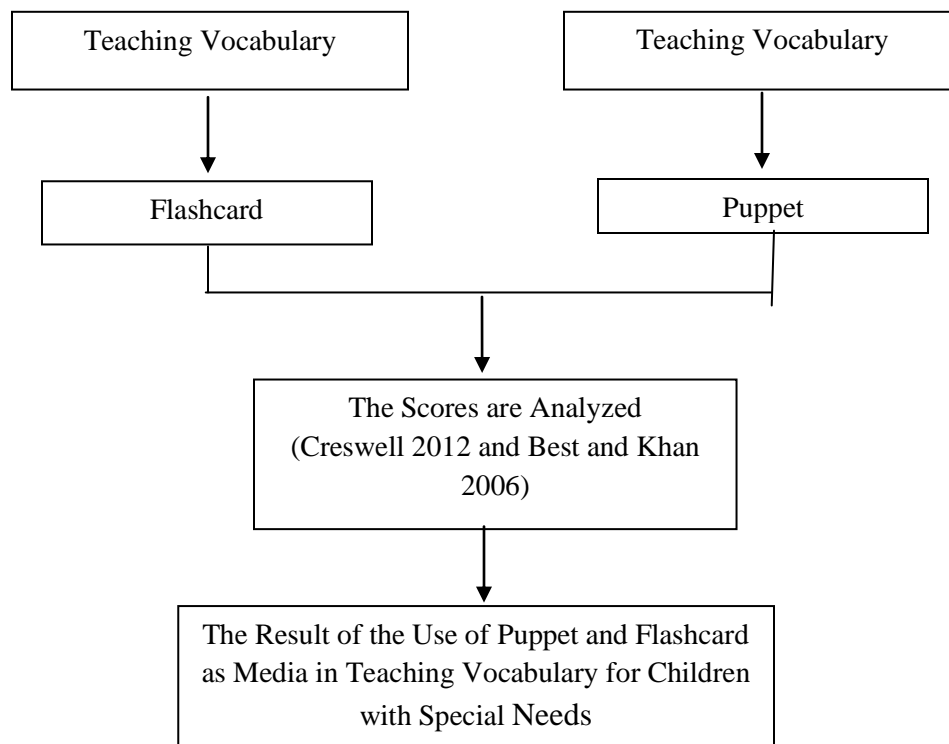 Teaching Vocabulary
Teaching Vocabulary
Flashcard
Puppet
The Scores are Analyzed
(Creswell 2012 and Best and Khan
2006)
The Result of the Use of Puppet and Flashcard
as Media in Teaching Vocabulary for Children
with Special Needs